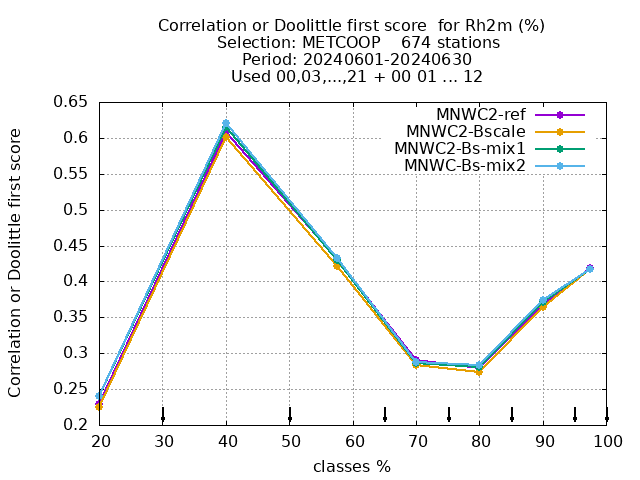 Correlation or Doolittle first score  for Rh2m (%)
Selection: METCOOP    674 stations
Period: 20240601-20240630
Used 00,03,...,21 + 00 01 ... 12
Correlation or Doolittle first score
0.65
0.6
0.55
0.5
0.45
0.4
0.35
0.3
0.25
0.2
MNWC2-ref
MNWC2-Bscale
MNWC2-Bs-mix1
MNWC-Bs-mix2
20 30 40 50 60 70 80 90 100
classes %